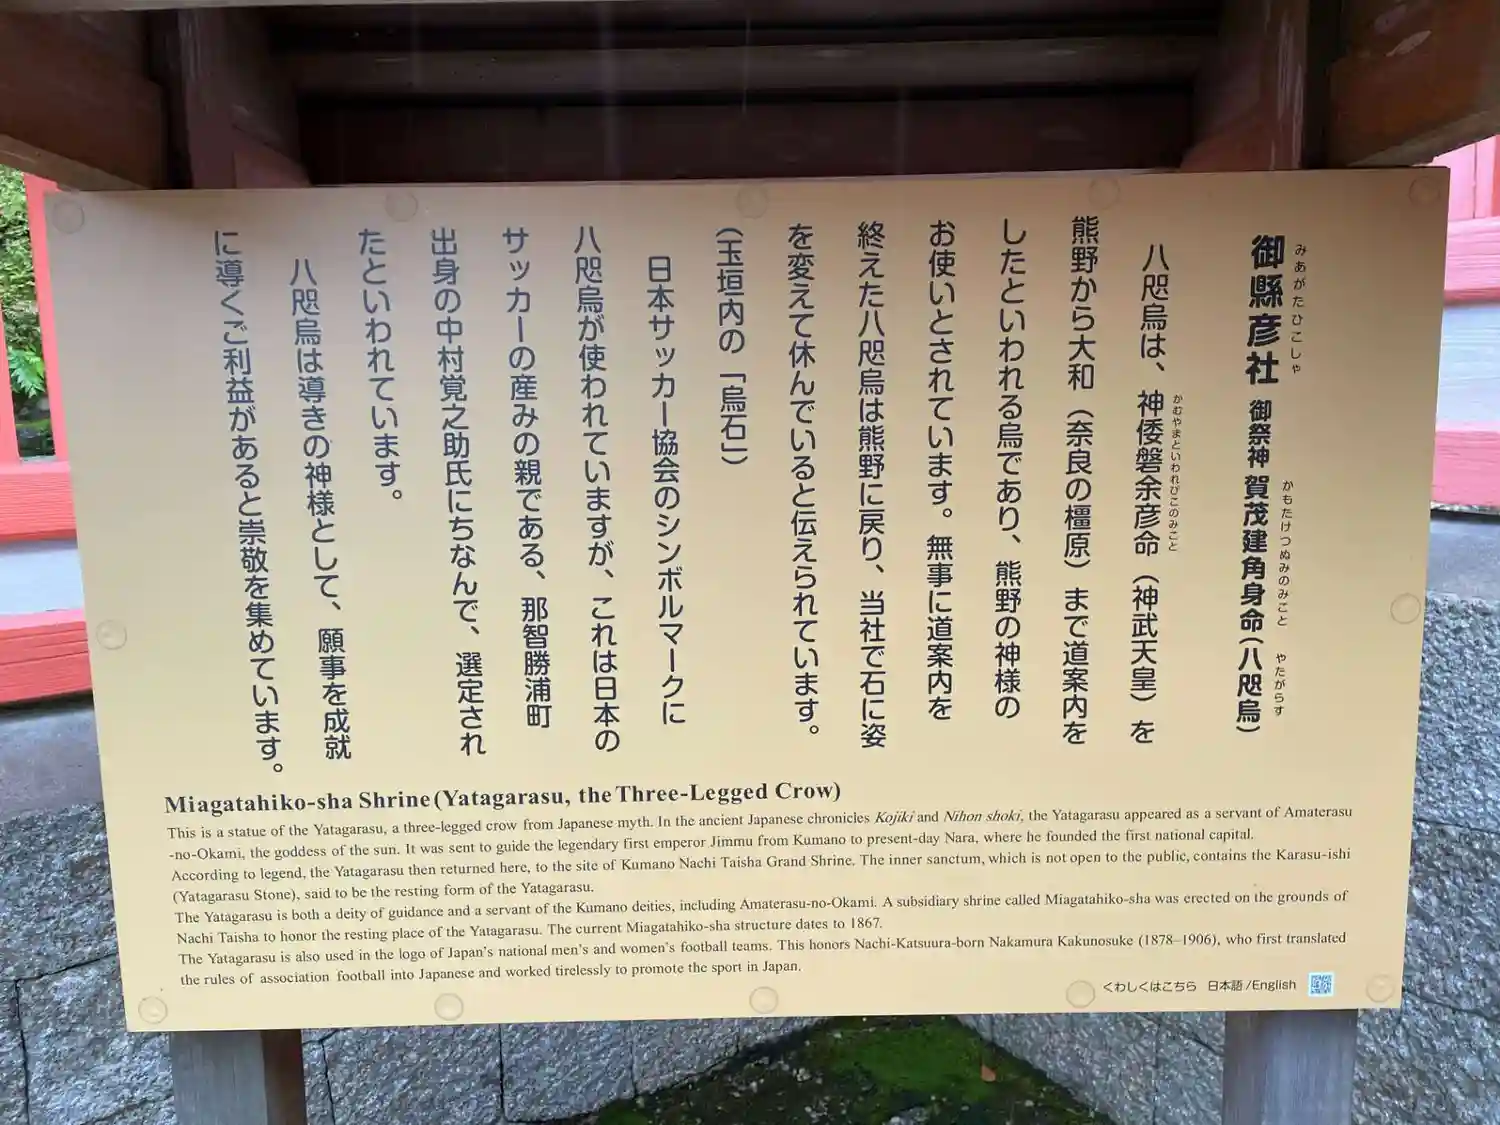 御縣彦社 御祭神 賀茂建角身命(八咫烏)
みあがたひこしゃ
かもたけつぬみのみこと
やたがらす
八咫烏は、神倭磐余彦命(神武天皇)を
かむやまといわれびこのみこと
熊野から大和(奈良の橿原)まで道案内を
したといわれる烏であり、熊野の神様の
お使いとされています。無事に道案内を
終えた八咫烏は熊野に戻り、当社で石に姿
を変えて休んでいると伝えられています。
(玉垣内の「烏石」)
日本サッカー協会のシンボルマークに
八咫烏が使われていますが、これは日本の
サッカーの産みの親である、那智勝浦町
出身の中村覚之助氏にちなんで、選定され
たといわれています。
八咫烏は導きの神様として、願事を成就
に導くご利益があると崇敬を集めています。
Miagatahiko-sha Shrine(Yatagarasu, the Three-Legged Crow)
This is a statue of the Yatagarasu, a three-legged crow from Japanese myth. In the ancient Japanese chronicles Kojiki and Nihon shoki, the Yatagarasu appeared as a servant of Amaterasu
-no-Okami, the goddess of the sun. It was sent to guide the legendary first emperor Jimmu from Kumano to present-day Nara, where he founded the first national capital.
According to legend, the Yatagarasu then returned here, to the site of Kumano Nachi Taisha Grand Shrine. The inner sanctum, which is not open to the public, contains the Karasu-ishi
(Yatagarasu Stone), said to be the resting form of the Yatagarasu.
The Yatagarasu is both a deity of guidance and a servant of the Kumano deities, including Amaterasu-no-Okami. A subsidiary shrine called Miagatahiko-sha was erected on the grounds of
Nachi Taisha to honor the resting place of the Yatagarasu. The current Miagatahiko-sha structure dates to 1867.
The Yatagarasu is also used in the logo of Japan's national men's and women's football teams. This honors Nachi-Katsuura-born Nakamura Kakunosuke (1878–1906), who first translated
the rules of association football into Japanese and worked tirelessly to promote the sport in Japan.
くわしくはこちら 日本語/English